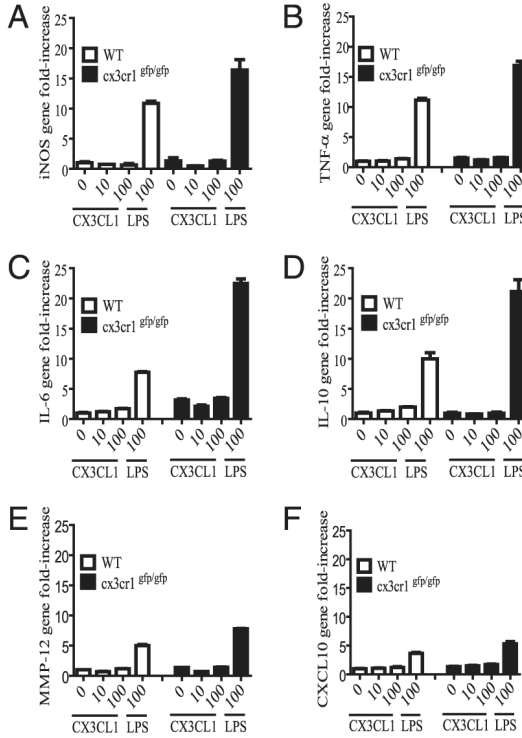 A
iNOS gene fold-increase
25
20
15
10
5
0
WT
cx3cr1 gfp/gfp
0 10 100 100 0 10 100 100
CX3CL1 LPS CX3CL1 LPS
B
TNF-α gene fold-increase
25
20
15
10
5
0
WT
cx3cr1 gfp/gfp
0 10 100 100 0 10 100 100
CX3CL1 LPS CX3CL1 LPS
C
IL-6 gene fold-increase
25
20
15
10
5
0
WT
cx3cr1 gfp/gfp
0 10 100 100 0 10 100 100
CX3CL1 LPS CX3CL1 LPS
D
IL-10 gene fold-increase
25
20
15
10
5
0
WT
cx3cr1 gfp/gfp
0 10 100 100 0 10 100 100
CX3CL1 LPS CX3CL1 LPS
E
MMP-12 gene fold-increase
25
20
15
10
5
0
WT
cx3cr1 gfp/gfp
0 10 100 100 0 10 100 100
CX3CL1 LPS CX3CL1 LPS
F
CXCL10 gene fold-increase
25
20
15
10
5
0
WT
cx3cr1 gfp/gfp
0 10 100 100 0 10 100 100
CX3CL1 LPS CX3CL1 LPS